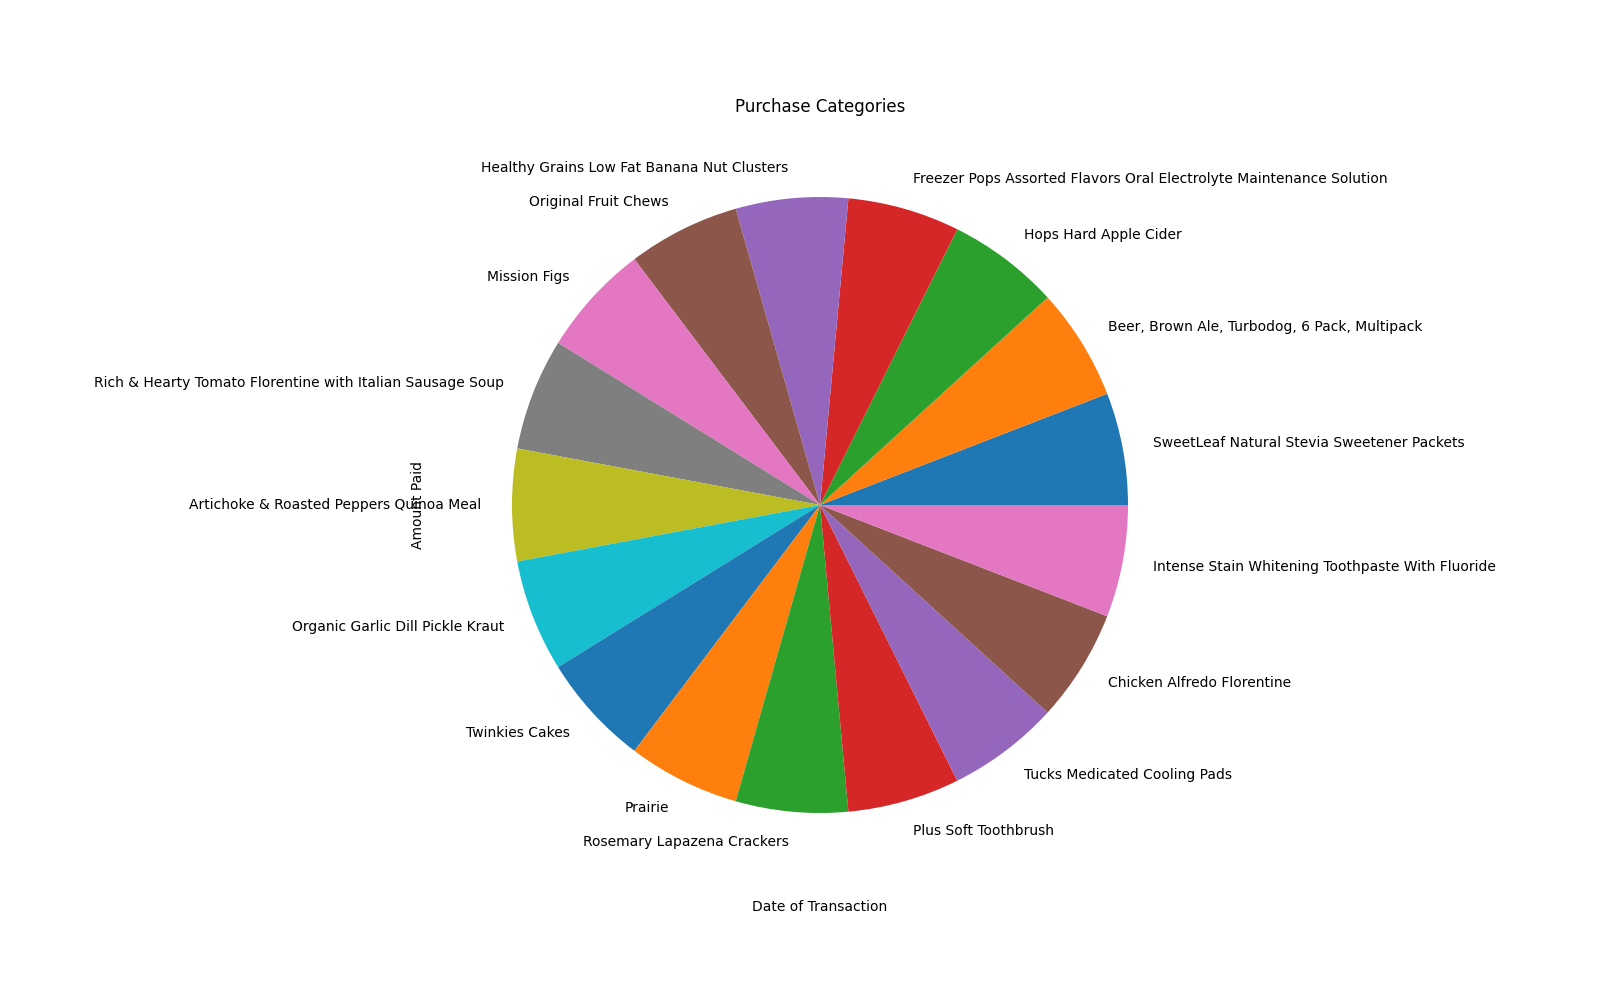 Purchase Categories
Healthy Grains Low Fat Banana Nut Clusters
Freezer Pops Assorted Flavors Oral Electrolyte Maintenance Solution
Original Fruit Chews
Hops Hard Apple Cider
Mission Figs
Beer, Brown Ale, Turbodog, 6 Pack, Multipack
Rich & Hearty Tomato Florentine with Italian Sausage Soup
SweetLeaf Natural Stevia Sweetener Packets
Artichoke & Roasted Peppers Quinoa Meal
Amount Paid
Intense Stain Whitening Toothpaste With Fluoride
Organic Garlic Dill Pickle Kraut
Chicken Alfredo Florentine
Twinkies Cakes
Tucks Medicated Cooling Pads
Prairie
Plus Soft Toothbrush
Rosemary Lapazena Crackers
Date of Transaction